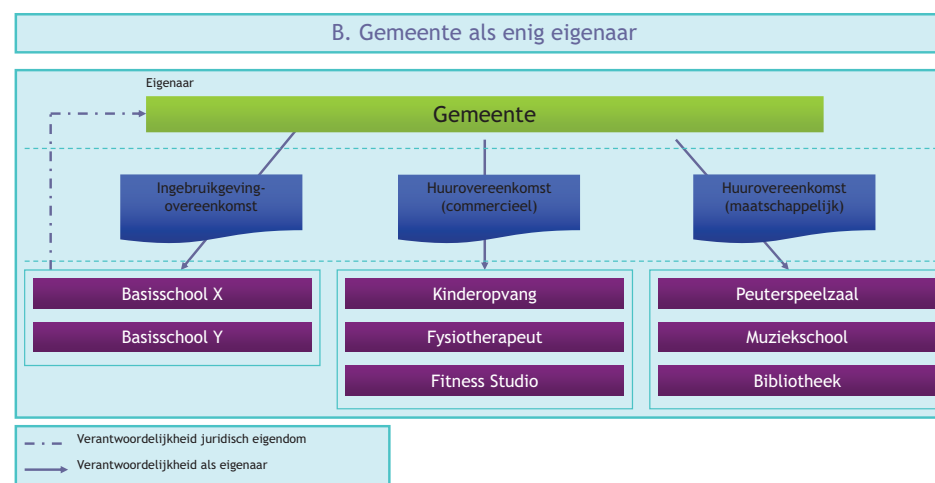 B. Gemeente als enig eigenaar
Eigenaar
Gemeente
Ingebruikgeving-
overeenkomst
Huurovereenkomst
(commercieel)
Huurovereenkomst
(maatschappelijk)
Basisschool X
Basisschool Y
Kinderopvang
Fysiotherapeut
Fitness Studio
Peuterspeelzaal
Muziekschool
Bibliotheek
Verantwoordelijkheid juridisch eigendom
Verantwoordelijkheid als eigenaar